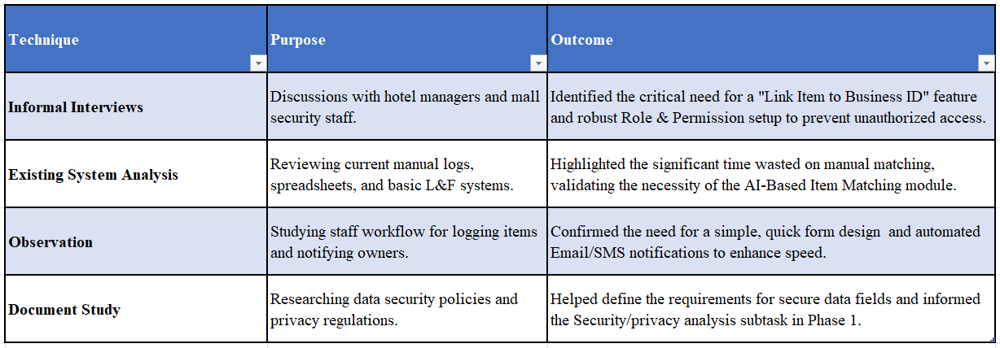 Technique
Purpose
Outcome
Informal Interviews
Discussions with hotel managers and mall
security staff.
Identified the critical need for a "Link Item to Business ID" feature
and robust Role & Permission setup to prevent unauthorized access.
Existing System Analysis
Reviewing current manual logs,
spreadsheets, and basic L&F systems.
Highlighted the significant time wasted on manual matching,
validating the necessity of the AI-Based Item Matching module.
Observation
Studying staff workflow for logging items
and notifying owners.
Confirmed the need for a simple, quick form design  and automated
Email/SMS notifications to enhance speed.
Document Study
Researching data security policies and
privacy regulations.
Helped define the requirements for secure data fields and informed
the Security/privacy analysis subtask in Phase 1.